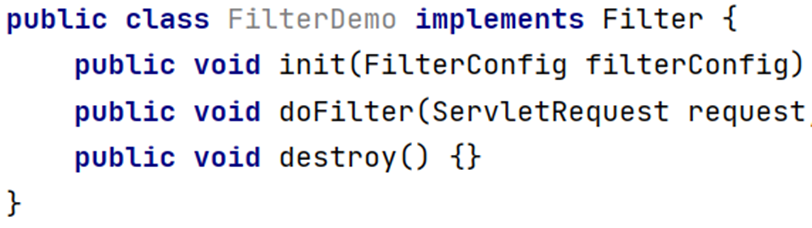 public class FilterDemo implements Filter {
public void init(FilterConfig filterConfig)
public void doFilter(ServletRequest request,
public void destroy() {}
}